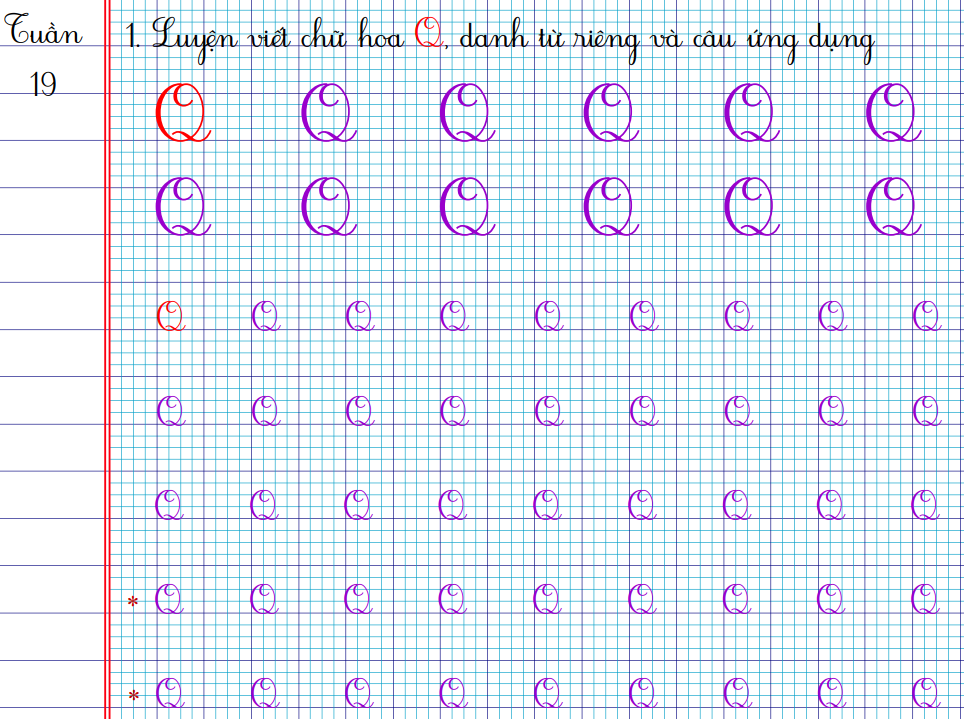 Tuần
19
1. Luyện viết chữ hoa Q, danh từ riêng và câu ứng dụng
Q Q Q Q Q Q
Q Q Q Q Q Q
Q Q Q Q Q Q Q Q Q
Q Q Q Q Q Q Q Q Q
Q Q Q Q Q Q Q Q Q
* Q Q Q Q Q Q Q Q Q
* Q Q Q Q Q Q Q Q Q